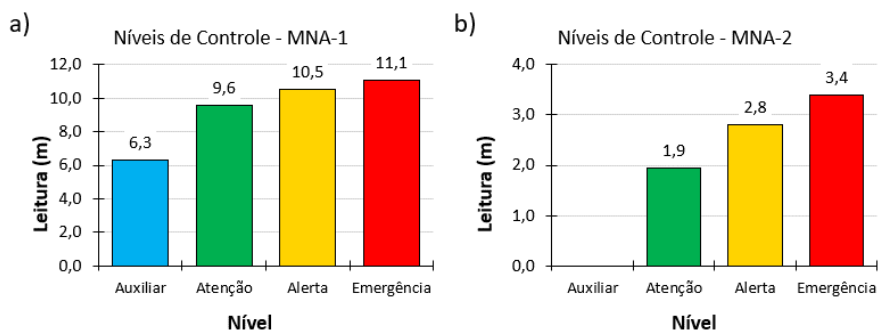 a)
Níveis de Controle - MNA-1
12,0
10,0
8,0
6,0
4,0
2,0
0,0
Leitura (m)
6,3
9,6
10,5
11,1
Auxiliar
Atenção
Alerta
Emergência
Nível
b)
Níveis de Controle - MNA-2
4,0
3,0
2,0
1,0
0,0
Leitura (m)
1,9
2,8
3,4
Auxiliar
Atenção
Alerta
Emergência
Nível